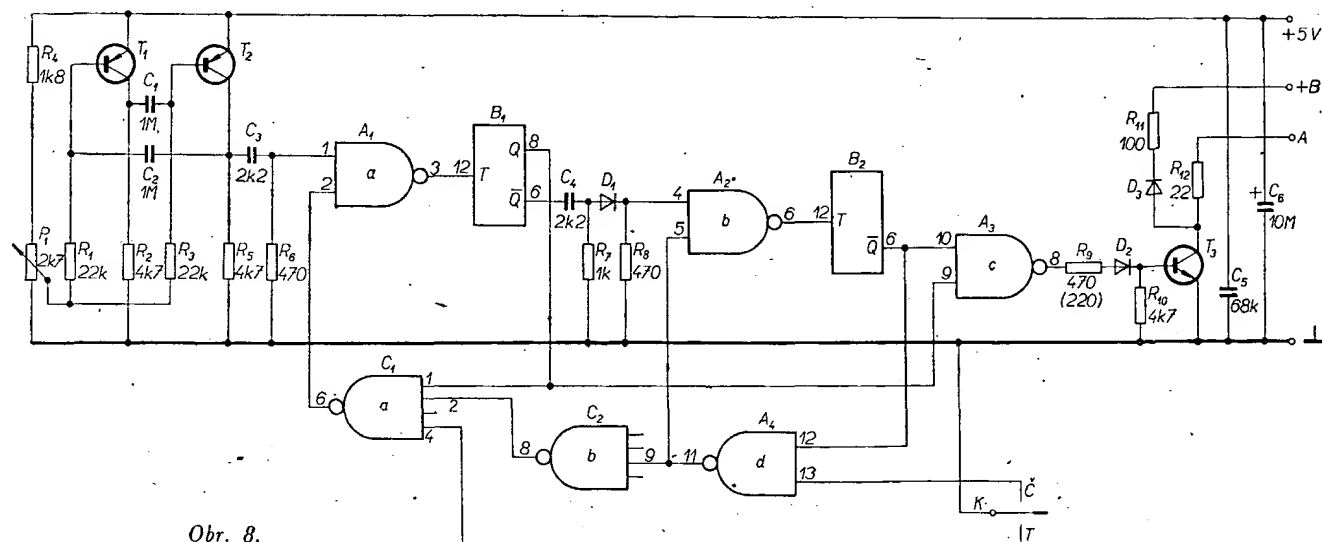 R4
1k8
T1
C1
1M
C2
1M
T2
C3
2k2
A1
1
2
a
3
12
B1
T
Q
8
Q̅
6
C4
2k2
D1
A2
4
5
b
6
12
B2
T
Q̅
6
A3
10
9
c
8
R9
470
(220)
D2
R11
100
D3
R12
22
T3
+5V
+B
A
C6
+
10M
C5
68k
⊥
P1
2k7
R1
22k
R2
4k7
R3
22k
R5
4k7
R6
470
R7
1k
R8
470
R10
4k7
C1
6
a
1
2
4
C2
8
b
9
A4
11
d
12
13
Č
K
T
Obr. 8.